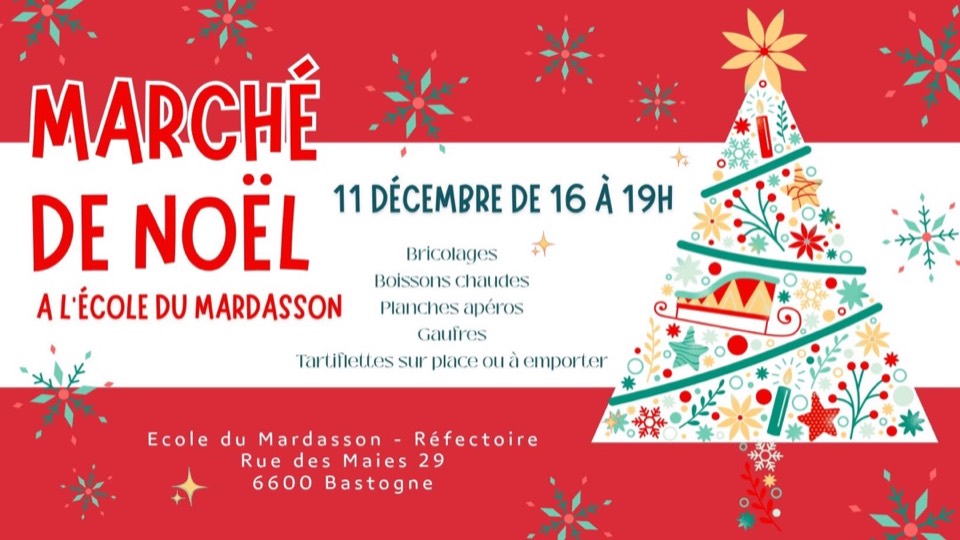 MARCHÉ
DE NOËL
A L'ÉCOLE DU MARDASSON
11 DÉCEMBRE DE 16 À 19H
Bricolages
Boissons chaudes
Planches apéros
Gaufres
Tartiflettes sur place ou à emporter
Ecole du Mardasson - Réfectoire
Rue des Maies 29
6600 Bastogne